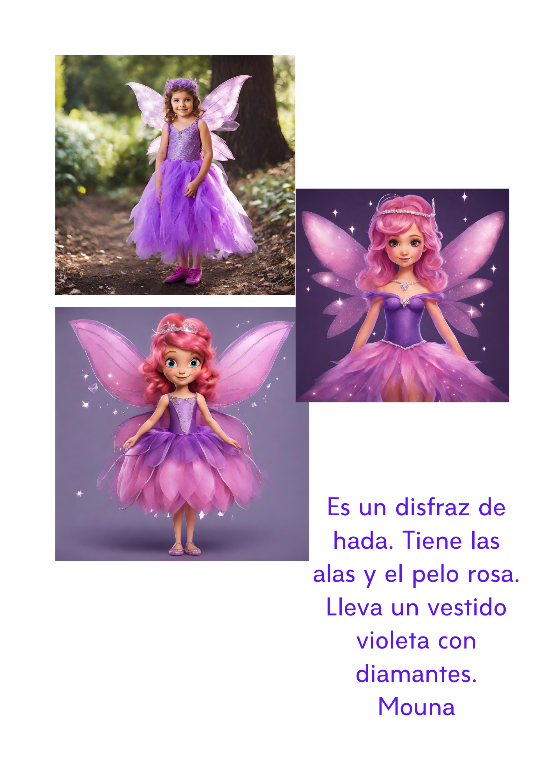 Es un disfraz de
hada. Tiene las
alas y el pelo rosa.
Lleva un vestido
violeta con
diamantes.
Mouna